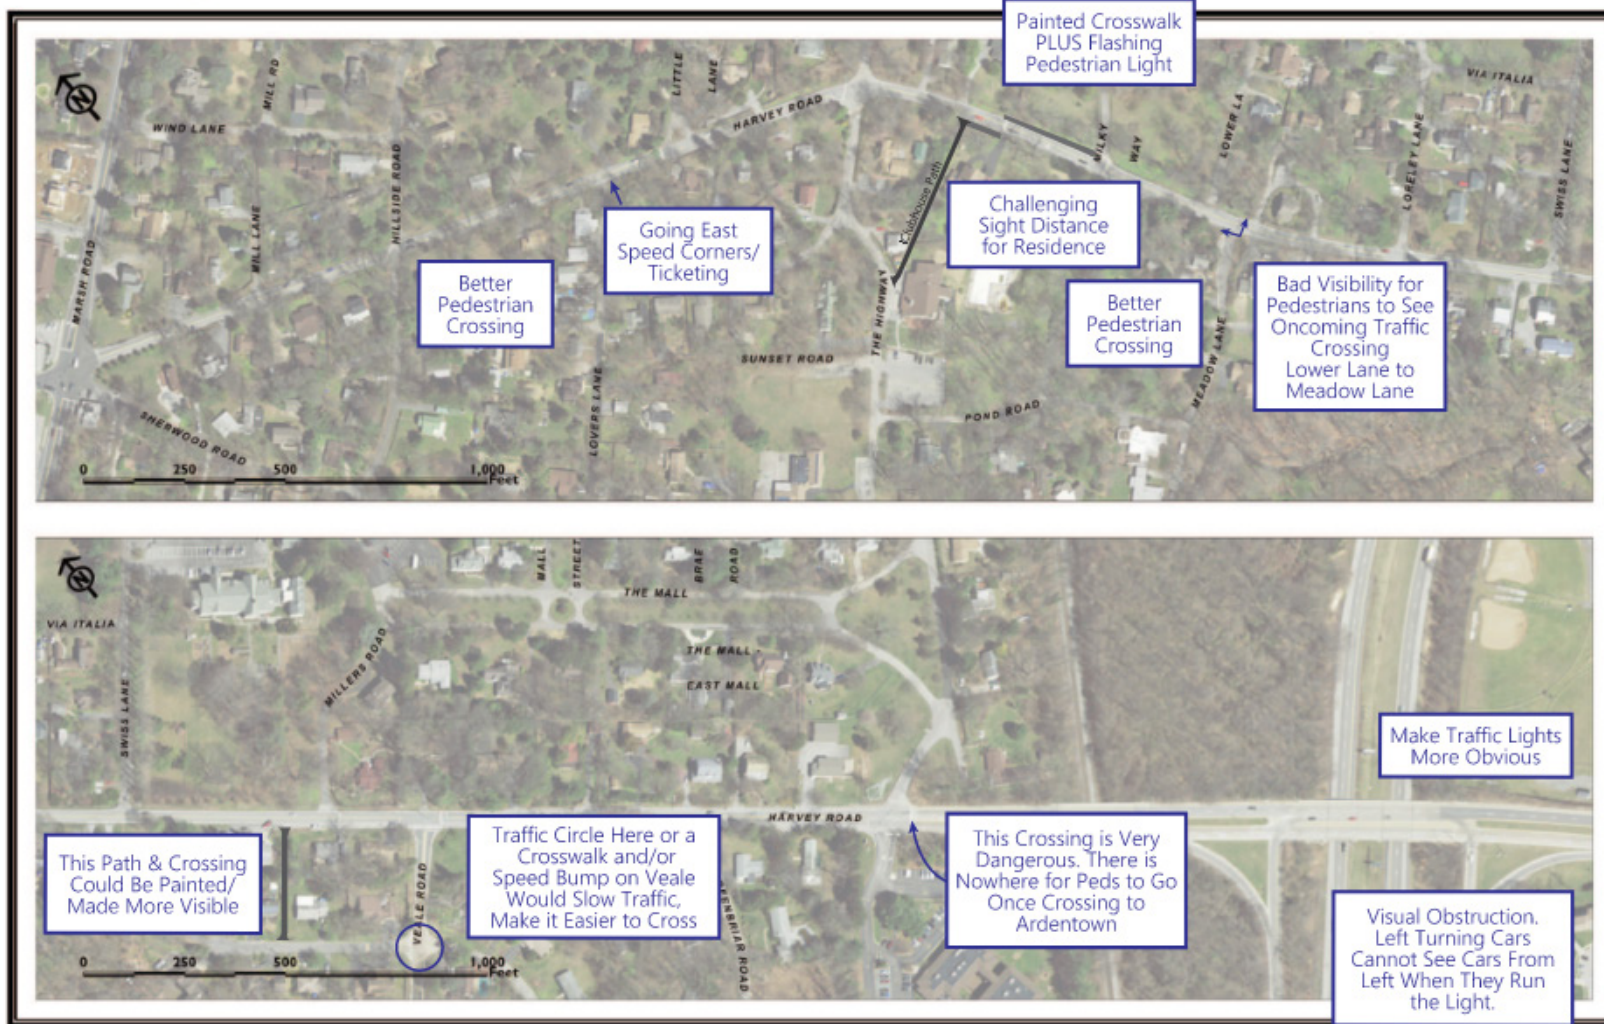 Painted Crosswalk
PLUS Flashing
Pedestrian Light
N
MILL RD
LITTLE
LANE
HARVEY ROAD
VIA ITALIA
WIND LANE
HILLSIDE ROAD
MILKY
WAY
LOWER LA
LORELEY LANE
SWISS LANE
Clubhouse Path
MARSH ROAD
MILL LANE
Going East
Speed Corners/
Ticketing
Challenging
Sight Distance
for Residence
Better
Pedestrian
Crossing
Better
Pedestrian
Crossing
Bad Visibility for
Pedestrians to See
Oncoming Traffic
Crossing
Lower Lane to
Meadow Lane
THE HIGHWAY
SUNSET ROAD
MEADOW LANE
LOVERS LANE
POND ROAD
SHERWOOD ROAD
0 250 500 1,000
Feet
N
MALL
STREET
BRAE
ROAD
THE MALL
VIA ITALIA
MILLERS ROAD
THE MALL -
EAST MALL
SWISS LANE
Make Traffic Lights
More Obvious
HARVEY ROAD
This Path & Crossing
Could Be Painted/
Made More Visible
VEALE ROAD
Traffic Circle Here or a
Crosswalk and/or
Speed Bump on Veale
Would Slow Traffic,
Make it Easier to Cross
This Crossing is Very
Dangerous. There is
Nowhere for Peds to Go
Once Crossing to
Ardentown
ROAD
Visual Obstruction.
Left Turning Cars
Cannot See Cars From
Left When They Run
the Light.
0 250 500 1,000
Feet